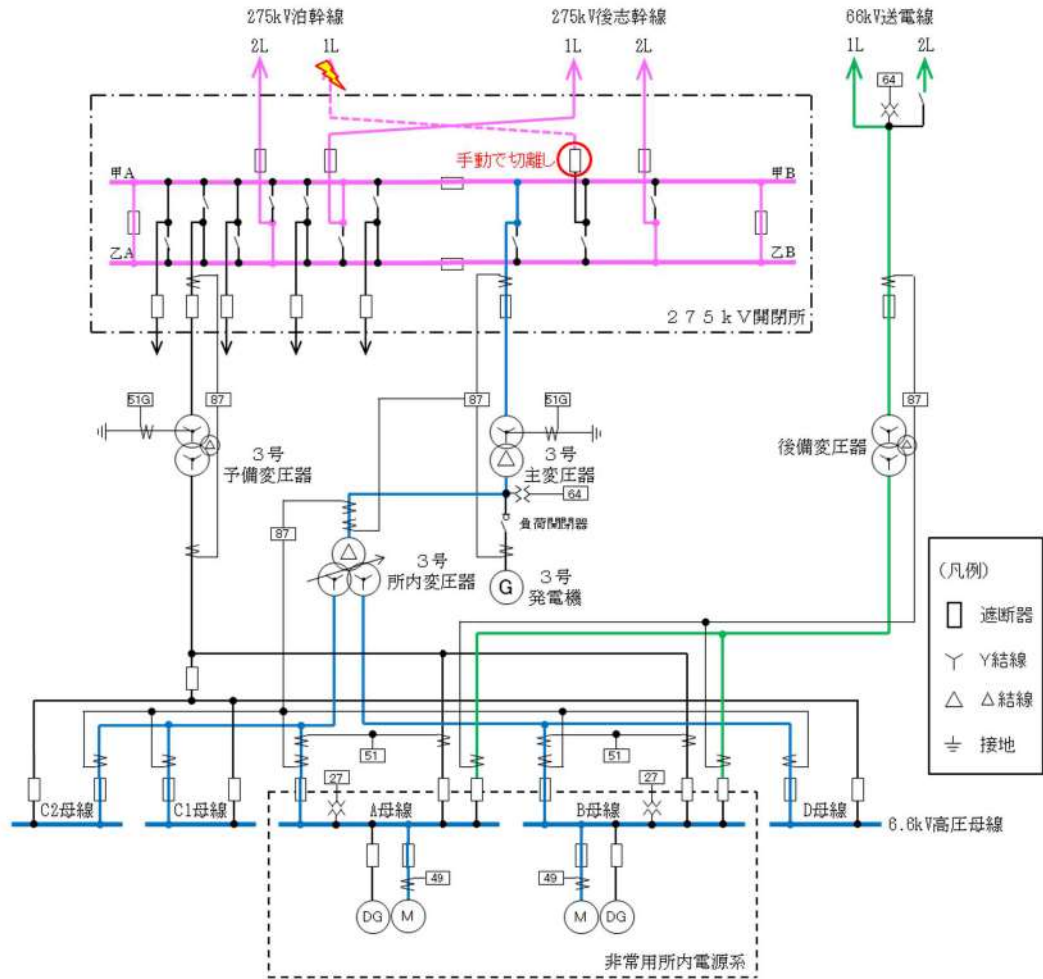 275kV泊幹線
275kV後志幹線
66kV送電線
2L
1L
1L
2L
1L
2L
64
手動で切離し
甲A
甲B
乙A
乙B
275kV開閉所
51G
87
51G
87
3号
予備変圧器
3号
主変圧器
後備変圧器
64
87
負荷開閉器
3号
所内変圧器
G
3号
発電機
(凡例)
遮断器
Y結線
△結線
接地
51
51
27
27
C2母線
C1母線
A母線
B母線
D母線
6.6kV高圧母線
49
49
DG
M
M
DG
非常用所内電源系